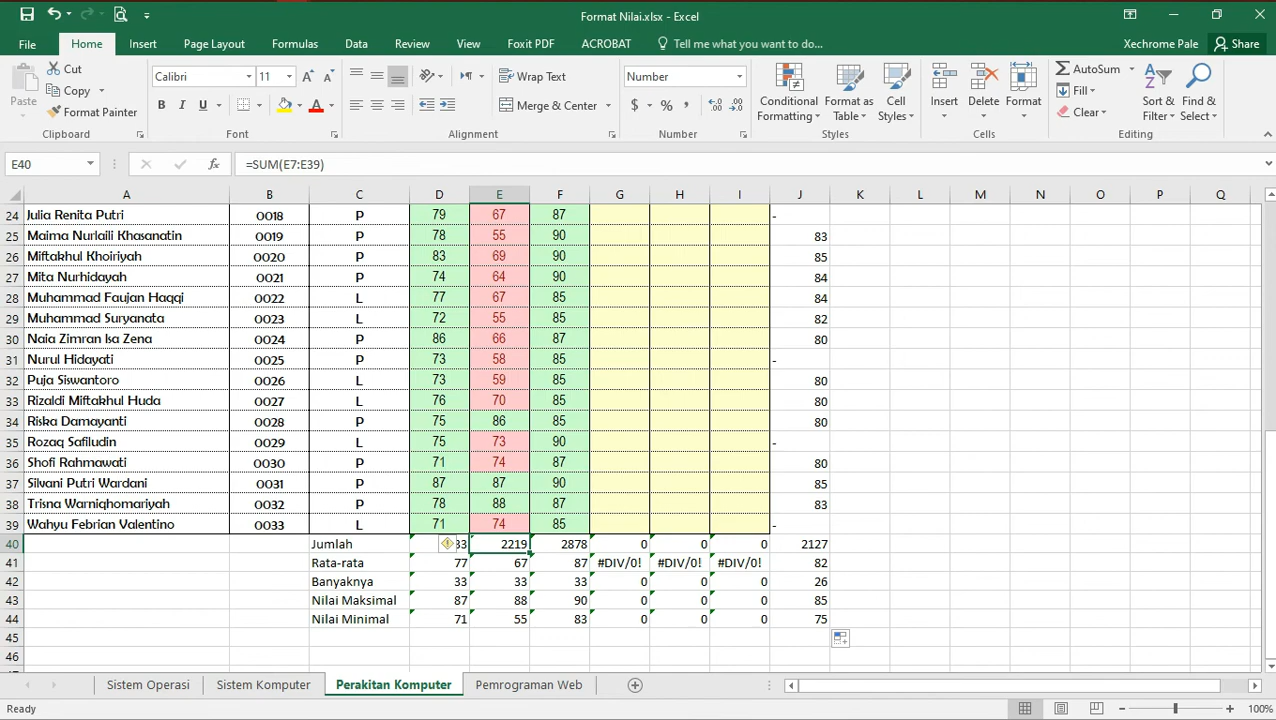 Format Nilai.xlsx - Excel
File Home Insert Page Layout Formulas Data Review View Foxit PDF ACROBAT Tell me what you want to do... Xechrome Pale Share
Cut
Copy
Format Painter
Paste
Clipboard
Calibri 11
B I U
Font
Wrap Text
Merge & Center
Alignment
Number
$ % ,
Number
Conditional Formatting
Format as Table
Cell Styles
Styles
Insert Delete Format
Cells
AutoSum
Fill
Clear
Sort & Filter
Find & Select
Editing
E40 fx =SUM(E7:E39)
A B C D E F G H I J K L M N O P Q
24 Julia Renita Putri 0018 P 79 67 87 -
25 Maima Nurlaili Khasanatin 0019 P 78 55 90 83
26 Miftakhul Khoiriyah 0020 P 83 69 90 85
27 Mita Nurhidayah 0021 P 74 64 90 84
28 Muhammad Faujan Haqqi 0022 L 77 67 85 84
29 Muhammad Suryanata 0023 L 72 55 85 82
30 Naia Zimran Isa Zena 0024 P 86 66 87 80
31 Nurul Hidayati 0025 P 73 58 85 -
32 Puja Siswantoro 0026 L 73 59 85 80
33 Rizaldi Miftakhul Huda 0027 L 76 70 85 80
34 Riska Damayanti 0028 P 75 86 85 80
35 Rozaq Safiludin 0029 L 75 73 90 -
36 Shofi Rahmawati 0030 P 71 74 87 80
37 Silvani Putri Wardani 0031 P 87 87 90 85
38 Trisna Warniqhomariyah 0032 P 78 88 87 83
39 Wahyu Febrian Valentino 0033 L 71 74 85 -
40 Jumlah 33 2219 2878 0 0 0 2127
41 Rata-rata 77 67 87 #DIV/0! #DIV/0! #DIV/0! 82
42 Banyaknya 33 33 33 0 0 0 26
43 Nilai Maksimal 87 88 90 0 0 0 85
44 Nilai Minimal 71 55 83 0 0 0 75
45
46
Sistem Operasi Sistem Komputer Perakitan Komputer Pemrograman Web
Ready 100%